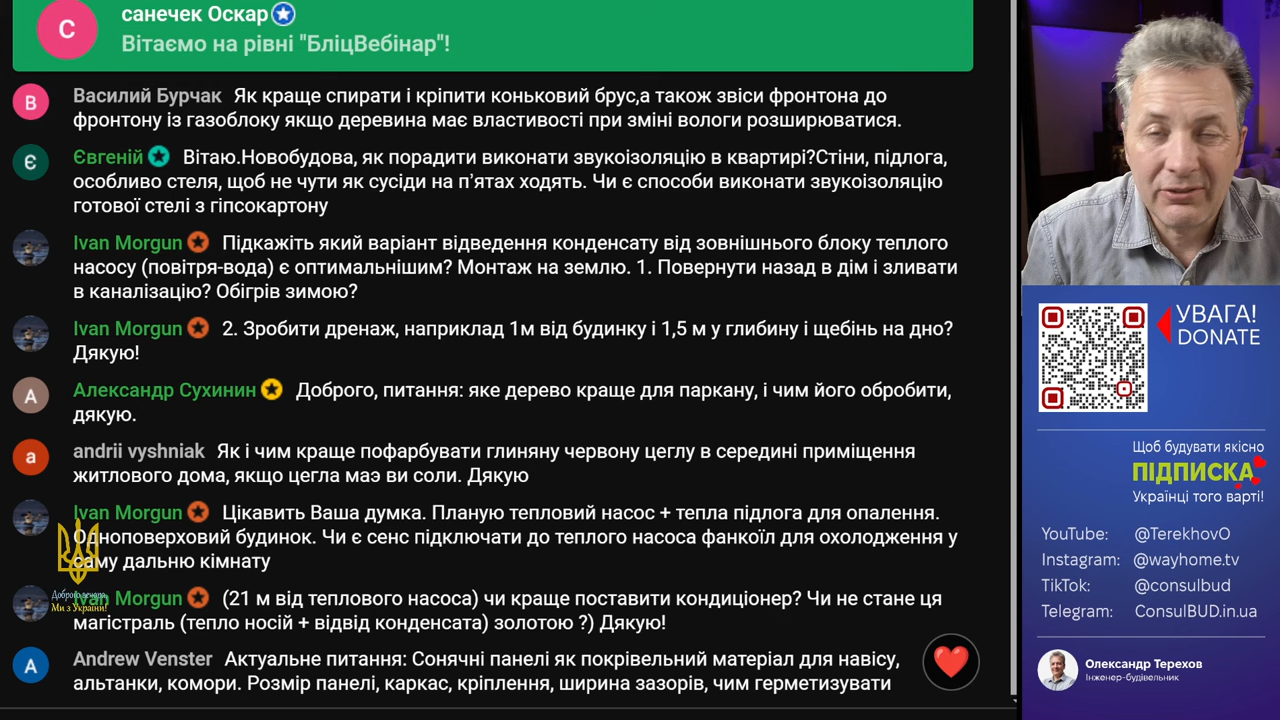 С санечек Оскар
Вітаємо на рівні "БліцВебінар"!
В Василий Бурчак Як краще спирати і кріпити коньковий брус,а також звіси фронтона до
фронтону із газоблоку якщо деревина має властивості при зміні вологи розширюватися.
Є Євгеній Вітаю.Новобудова, як порадити виконати звукоізоляцію в квартирі?Стіни, підлога,
особливо стеля, щоб не чути як сусіди на п'ятах ходять. Чи є способи виконати звукоізоляцію
готової стелі з гіпсокартону
Ivan Morgun Підкажіть який варіант відведення конденсату від зовнішнього блоку теплого
насосу (повітря-вода) є оптимальнішим? Монтаж на землю. 1. Повернути назад в дім і зливати
в каналізацію? Обігрів зимою?
Ivan Morgun 2. Зробити дренаж, наприклад 1м від будинку і 1,5 м у глибину і щебінь на дно?
Дякую!
А Александр Сухинин Доброго, питання: яке дерево краще для паркану, і чим його обробити,
дякую.
a andrii vyshniak Як і чим краще пофарбувати глиняну червону цеглу в середині приміщення
житлового дома, якщо цегла маэ ви соли. Дякую
Ivan Morgun Цікавить Ваша думка. Планую тепловий насос + тепла підлога для опалення.
Одноповерховий будинок. Чи є сенс підключати до теплого насоса фанкоїл для охолодження у
саму дальню кімнату
Ivan Morgun (21 м від теплового насоса) чи краще поставити кондиціонер? Чи не стане ця
магістраль (тепло носій + відвід конденсата) золотою ?) Дякую!
A Andrew Venster Актуальне питання: Сонячні панелі як покрівельний матеріал для навісу,
альтанки, комори. Розмір панелі, каркас, кріплення, ширина зазорів, чим герметизувати
Доброго вечора
Ми з України!
УВАГА!
DONATE
Щоб будувати якісно
ПІДПИСКА
Українці того варті!
YouTube: @TerekhovO
Instagram: @wayhome.tv
TikTok: @consulbud
Telegram: ConsulBUD.in.ua
Олександр Терехов
Інженер-будівельник